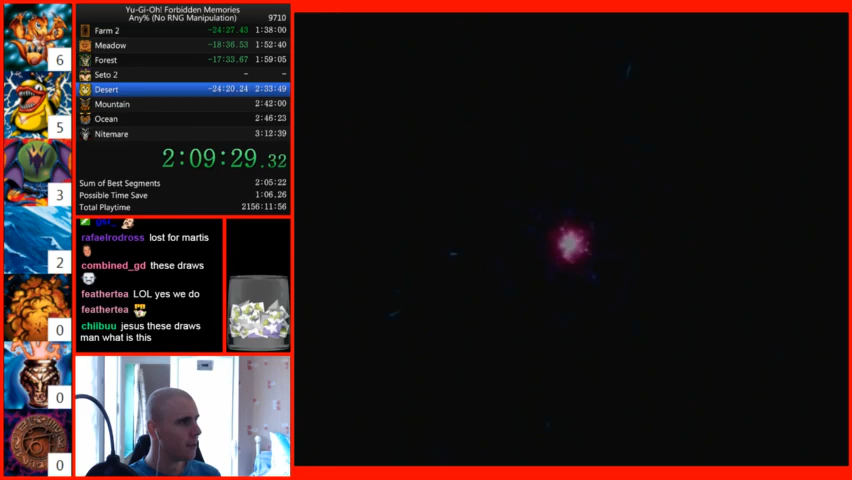 Yu-Gi-Oh! Forbidden Memories
Any% (No RNG Manipulation) 9710
Farm 2 -24:27.43 1:38:00
Meadow -18:36.53 1:52:40
Forest -17:33.67 1:59:05
Seto 2 - -
Desert -24:20.24 2:33:49
Mountain 2:42:00
Ocean 2:46:23
Nitemare 3:12:39
2:09:29.32
Sum of Best Segments 2:05:22
Possible Time Save 1:06.26
Total Playtime 2156:11:56
6
5
3
2
0
0
0
rafaelrodross lost for martis
combined_gd these draws
feathertea LOL yes we do
feathertea
chilbuu jesus these draws
man what is this